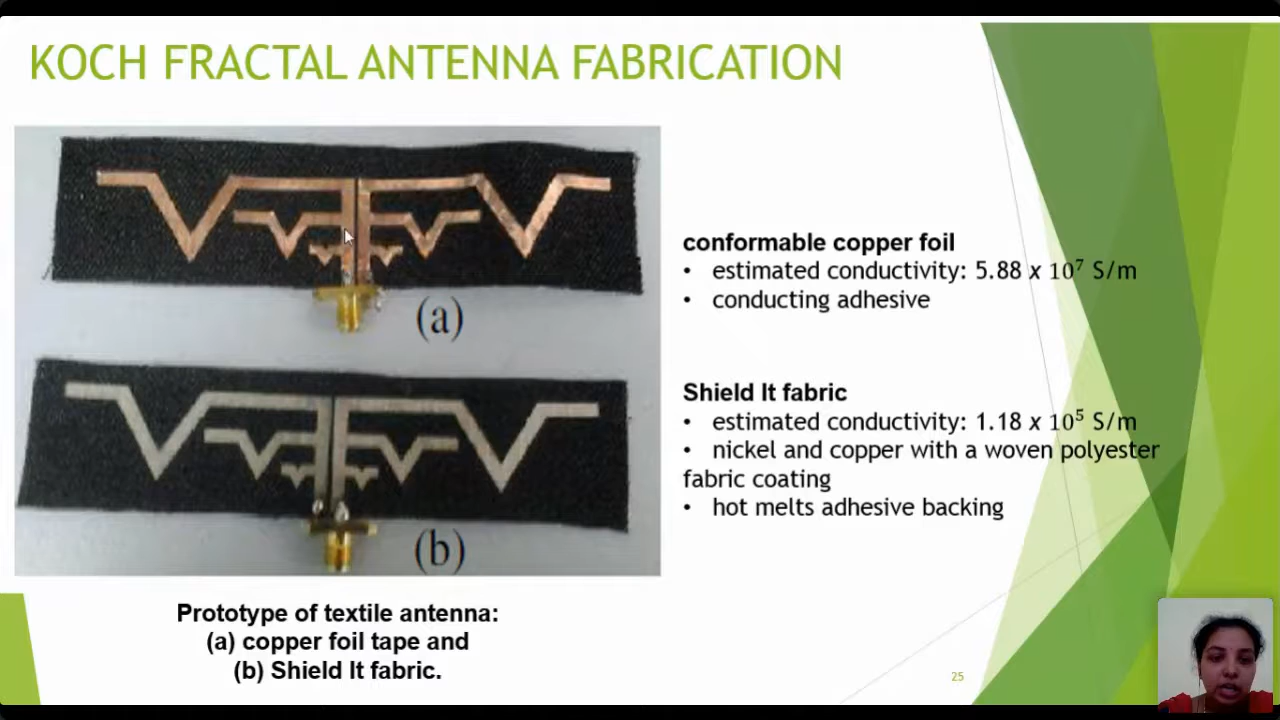 KOCH FRACTAL ANTENNA FABRICATION
(a)
(b)
Prototype of textile antenna:
(a) copper foil tape and
(b) Shield It fabric.
conformable copper foil
• estimated conductivity: 5.88 x 10⁷ S/m
• conducting adhesive
Shield It fabric
• estimated conductivity: 1.18 x 10⁵ S/m
• nickel and copper with a woven polyester
fabric coating
• hot melts adhesive backing
25